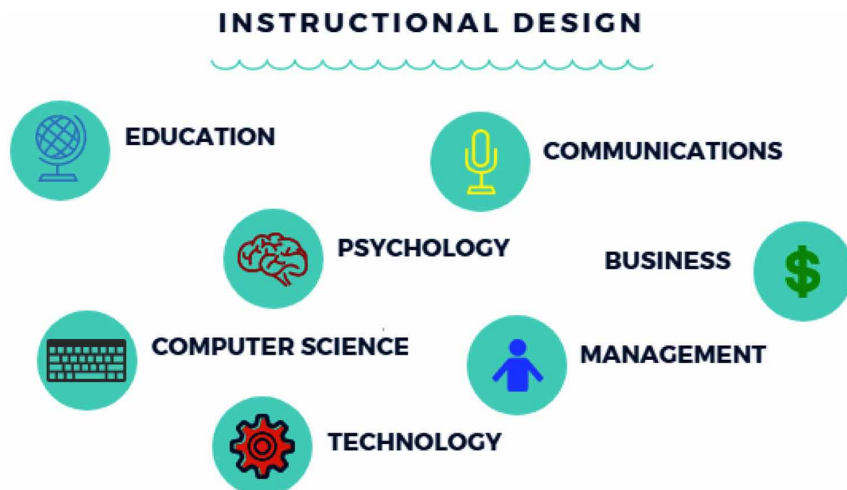 INSTRUCTIONAL DESIGN
EDUCATION
COMMUNICATIONS
PSYCHOLOGY
BUSINESS
COMPUTER SCIENCE
MANAGEMENT
TECHNOLOGY